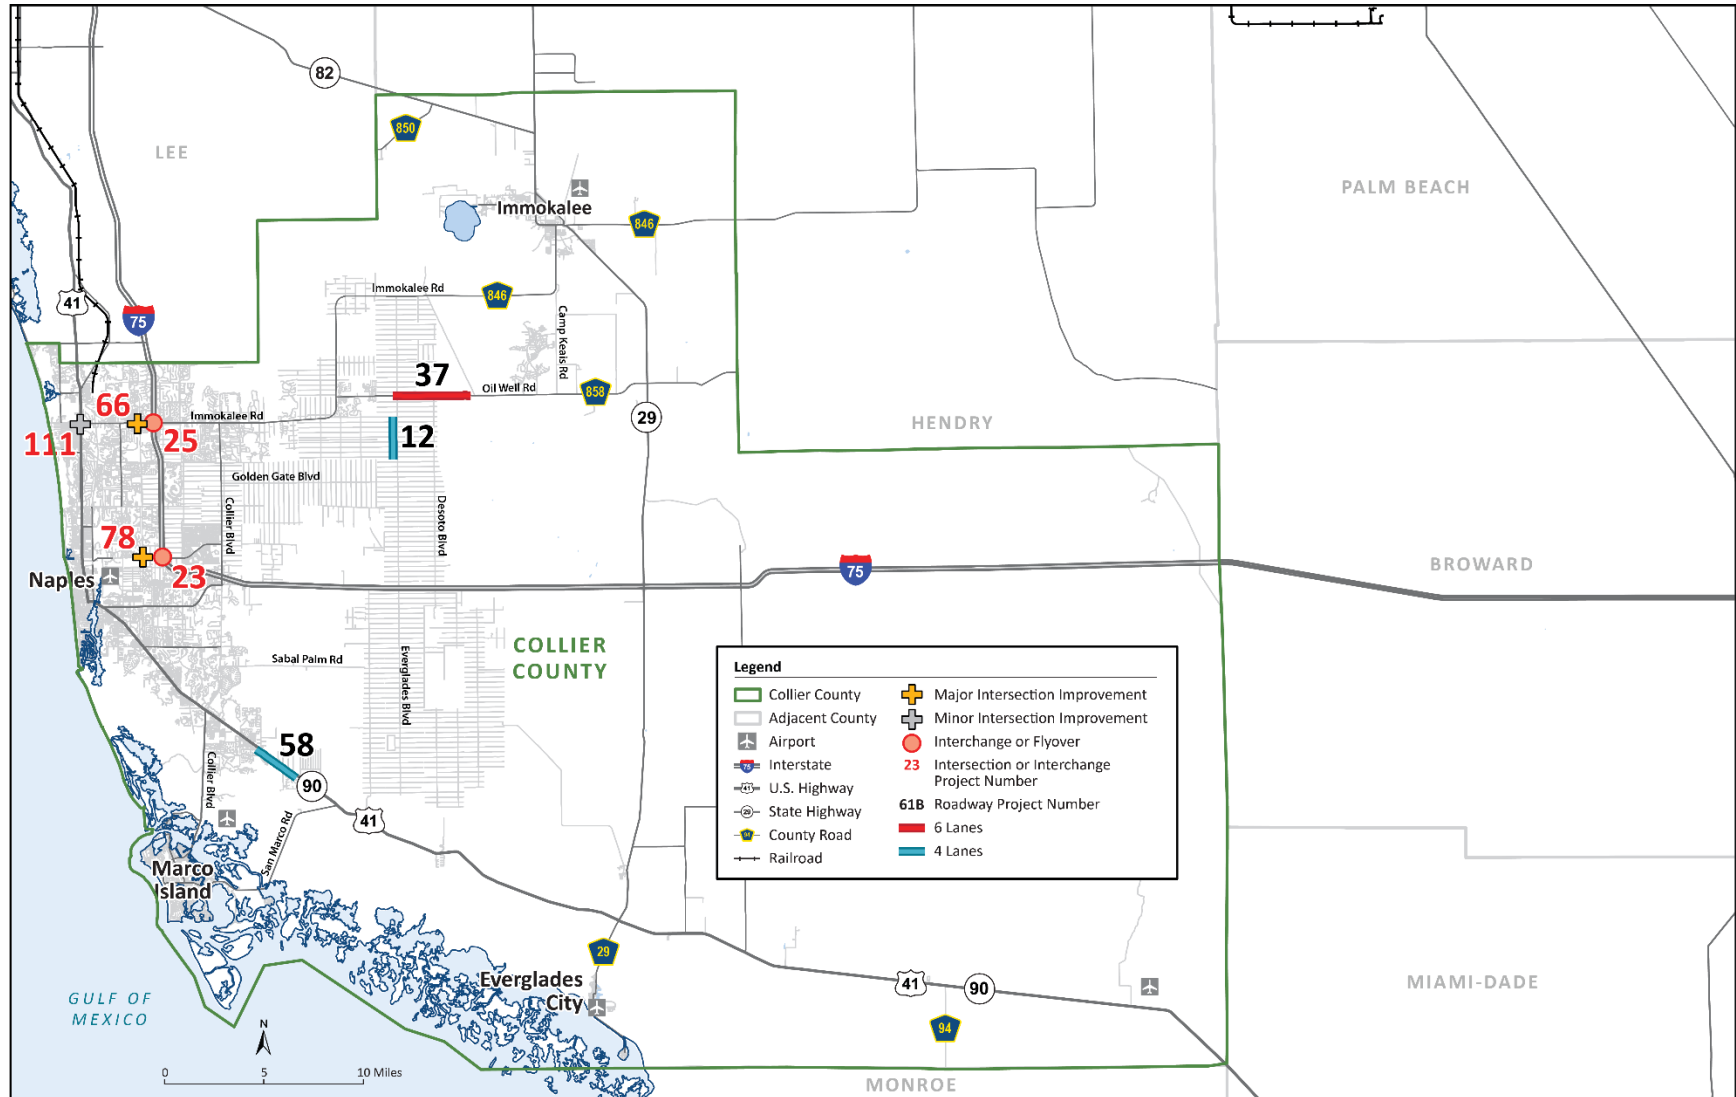 82
850
LEE
PALM BEACH
Immokalee
846
41
75
Immokalee Rd
846
Camp Keais Rd
37
Oil Well Rd
858
66
Immokalee Rd
29
111
25
12
HENDRY
Golden Gate Blvd
Collier Blvd
Desoto Blvd
78
Naples
23
75
BROWARD
COLLIER
COUNTY
Sabal Palm Rd
Everglades Blvd
58
90
Collier Blvd
San Marco Rd
41
Marco
Island
Legend
Collier County
Adjacent County
Airport
75
Interstate
41
U.S. Highway
29
State Highway
94
County Road
Railroad
Major Intersection Improvement
Minor Intersection Improvement
Interchange or Flyover
23
Intersection or Interchange
Project Number
61B
Roadway Project Number
6 Lanes
4 Lanes
29
Everglades
City
41
90
94
MIAMI-DADE
GULF OF
MEXICO
N
0
5
10 Miles
MONROE